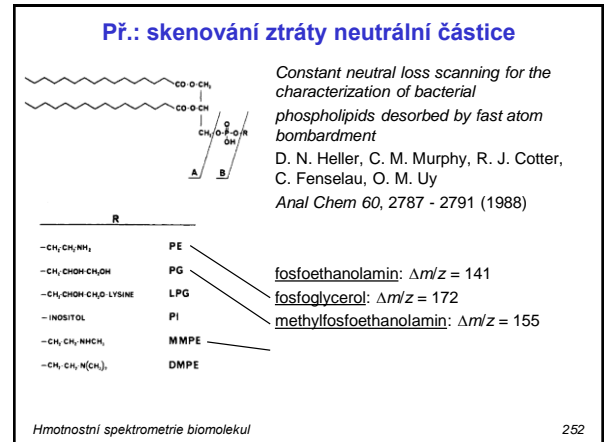 Př.: skenování ztráty neutrální částice
CO·O·CH₂
CO·O·CH
CH₂O-P-O-R
O
OH
A B
Constant neutral loss scanning for the
characterization of bacterial
phospholipids desorbed by fast atom
bombardment
D. N. Heller, C. M. Murphy, R. J. Cotter,
C. Fenselau, O. M. Uy
Anal Chem 60, 2787 - 2791 (1988)
R
-CH₂·CH₂·NH₂ PE
-CH₂·CHOH·CH₂OH PG
-CH₂·CHOH·CH₂O-LYSINE LPG
- INOSITOL PI
-CH₂·CH₂·NHCH₃ MMPE
-CH₂·CH₂·N(CH₃)₂ DMPE
fosfoethanolamin: Δm/z = 141
fosfoglycerol: Δm/z = 172
methylfosfoethanolamin: Δm/z = 155
Hmotnostní spektrometrie biomolekul 252